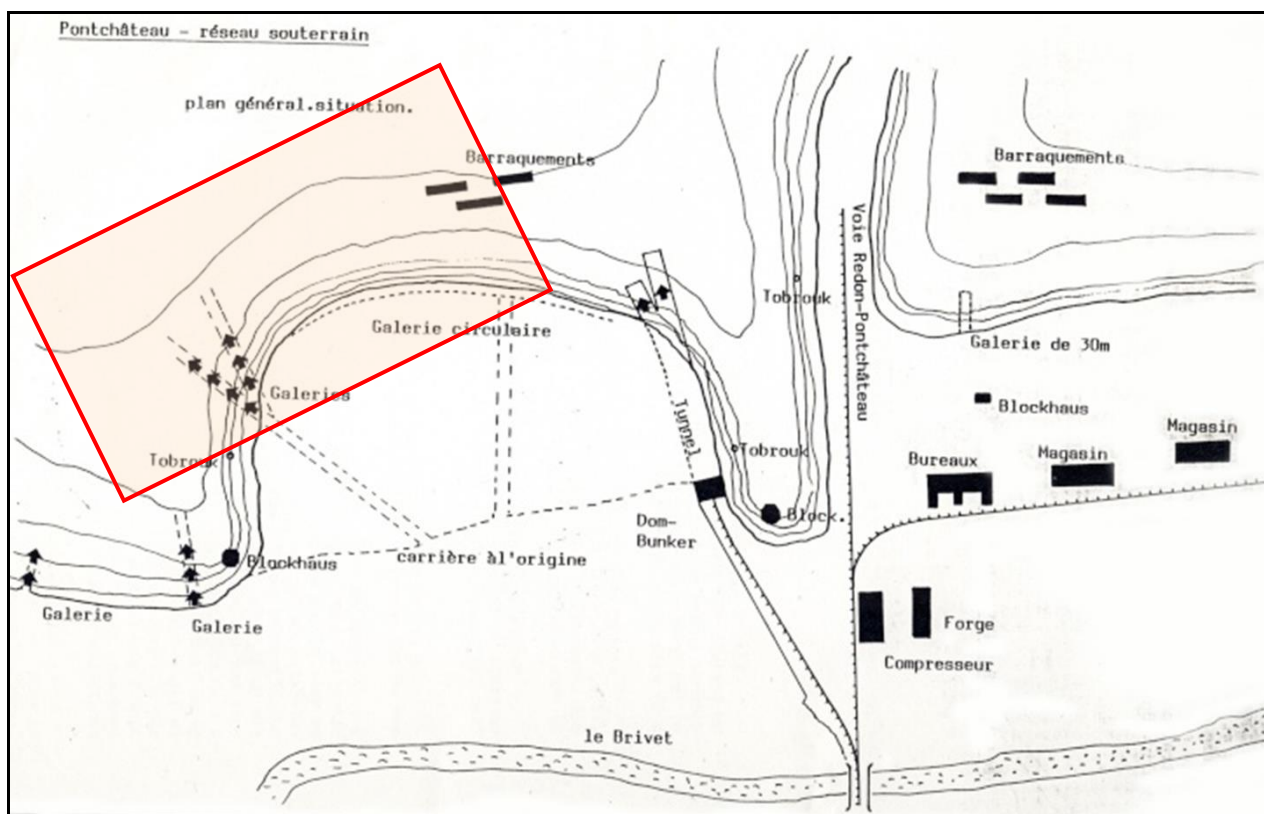 Pontchâteau - réseau souterrain
plan général.situation.
Barraquements
Barraquements
Voie Redon-Pontchâteau
Tobrouk
Galerie circulaire
Galerie de 30m
Galeries
Blockhaus
Tunnel
Magasin
Tobrouk
Magasin
Tobrouk
Bureaux
Block.
Dom-
Bunker
Blockhaus
carrière àl'origine
Galerie
Galerie
Forge
Compresseur
le Brivet